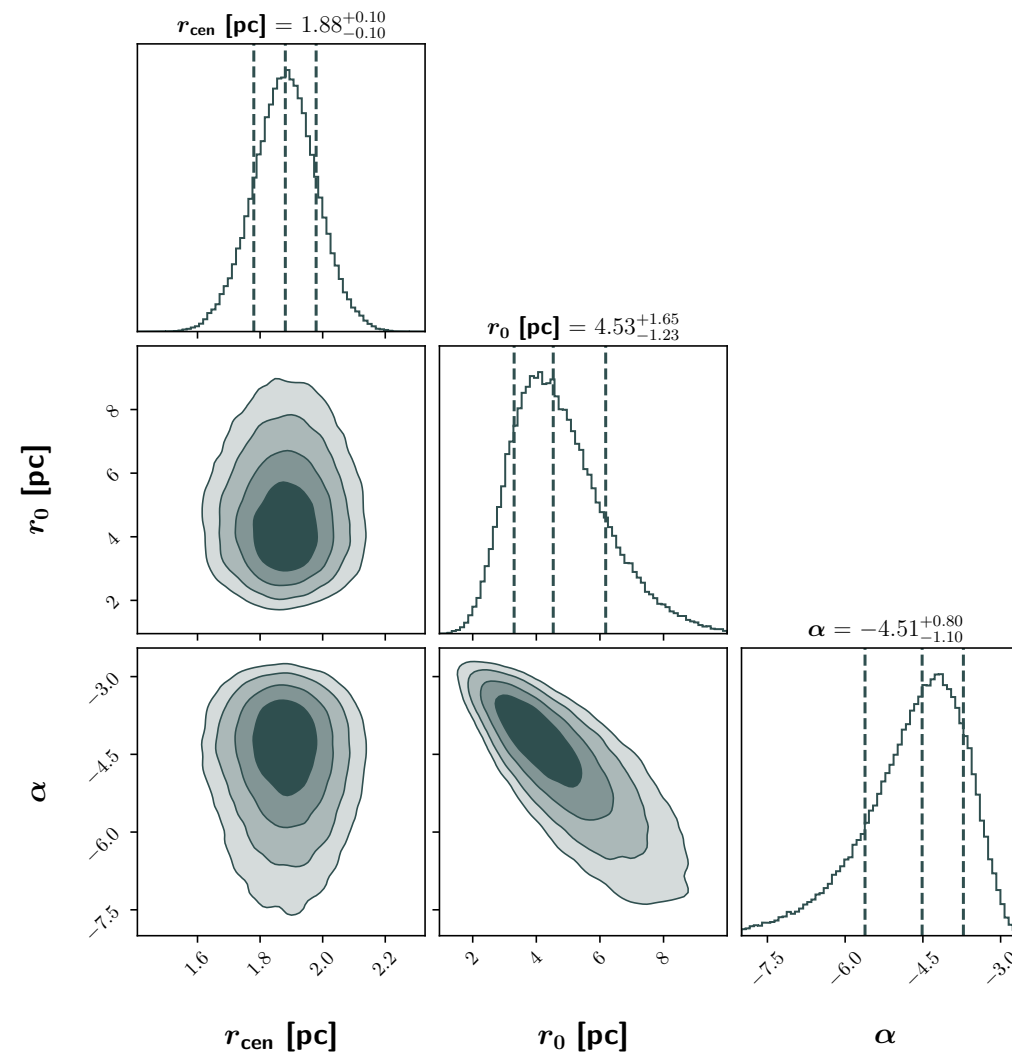 r_cen [pc] = 1.88^{+0.10}_{-0.10}
r_0 [pc] = 4.53^{+1.65}_{-1.23}
r_0 [pc]
8
6
4
2
α = −4.51^{+0.80}_{-1.10}
α
−3.0
−4.5
−6.0
−7.5
1.6 1.8 2.0 2.2
2 4 6 8
−7.5 −6.0 −4.5 −3.0
r_cen [pc] r_0 [pc] α